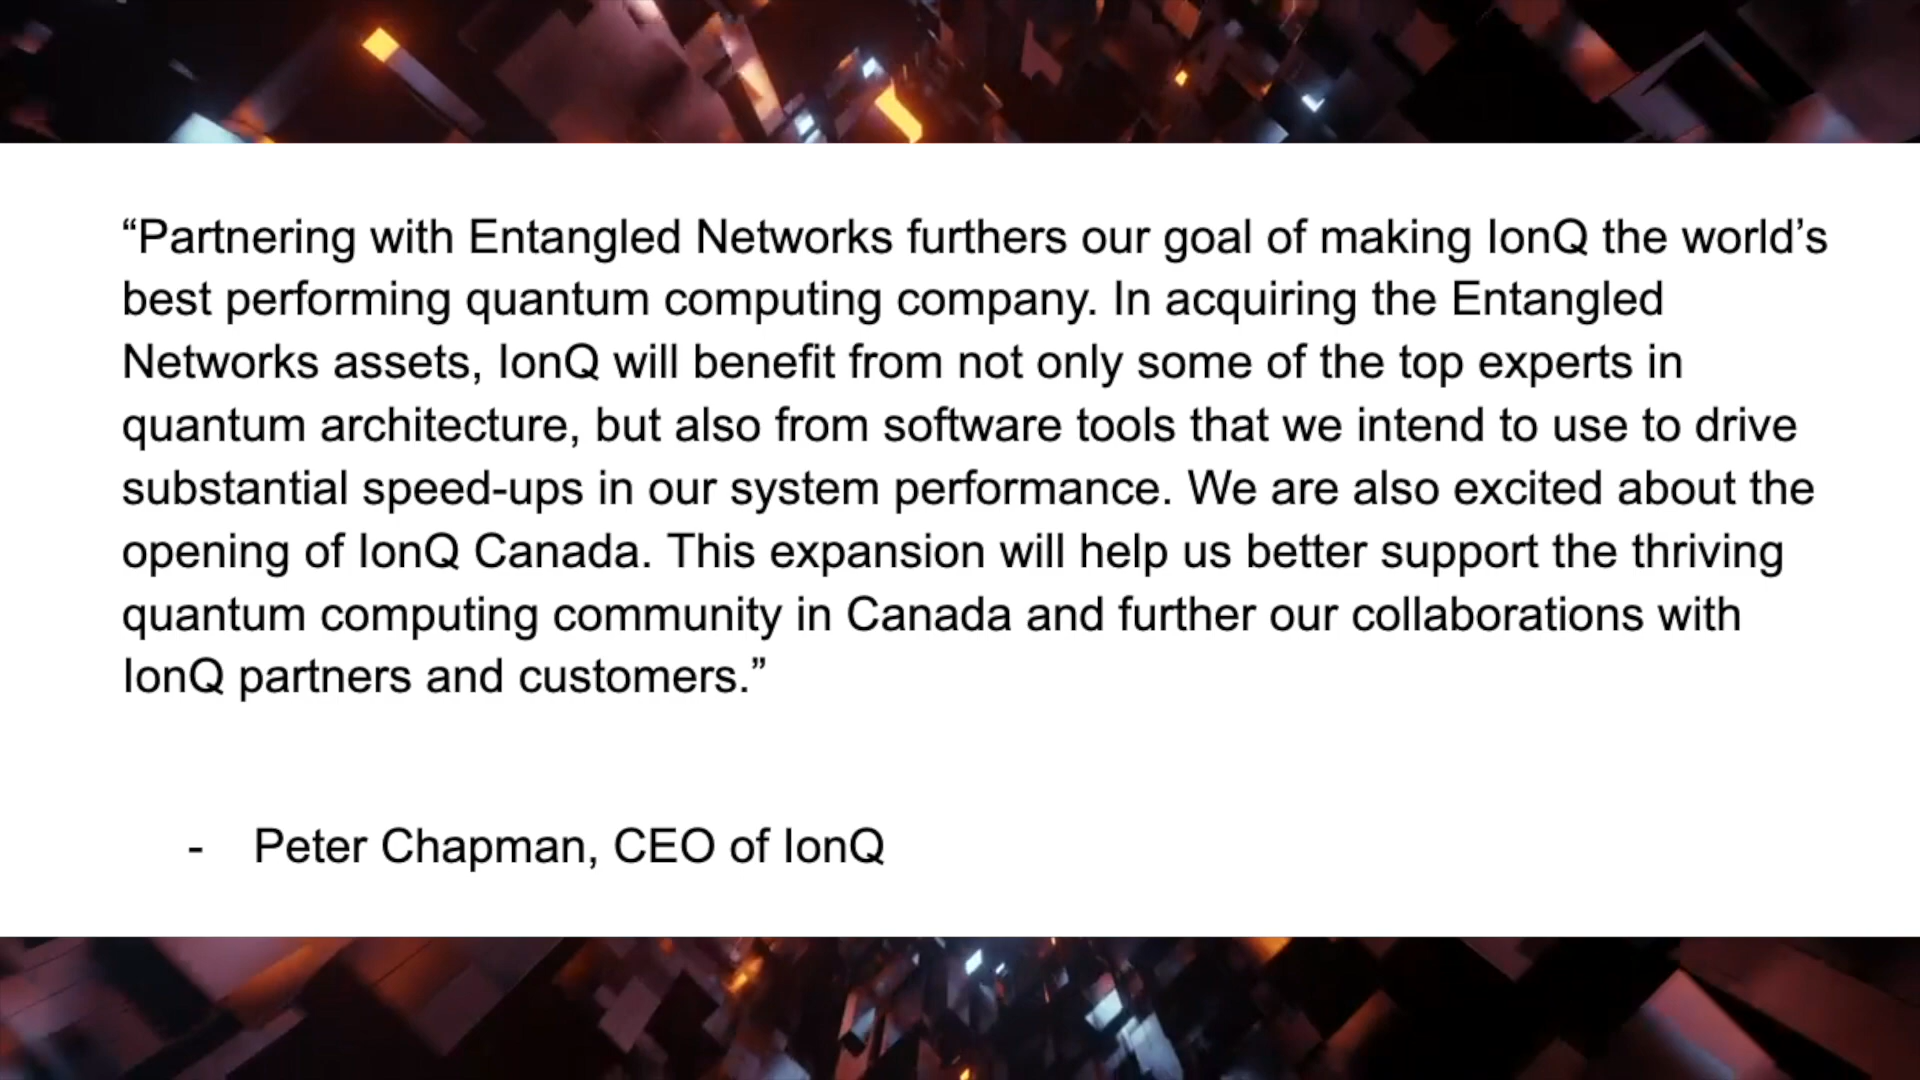 “Partnering with Entangled Networks furthers our goal of making IonQ the world’s
best performing quantum computing company. In acquiring the Entangled
Networks assets, IonQ will benefit from not only some of the top experts in
quantum architecture, but also from software tools that we intend to use to drive
substantial speed-ups in our system performance. We are also excited about the
opening of IonQ Canada. This expansion will help us better support the thriving
quantum computing community in Canada and further our collaborations with
IonQ partners and customers.”
- Peter Chapman, CEO of IonQ